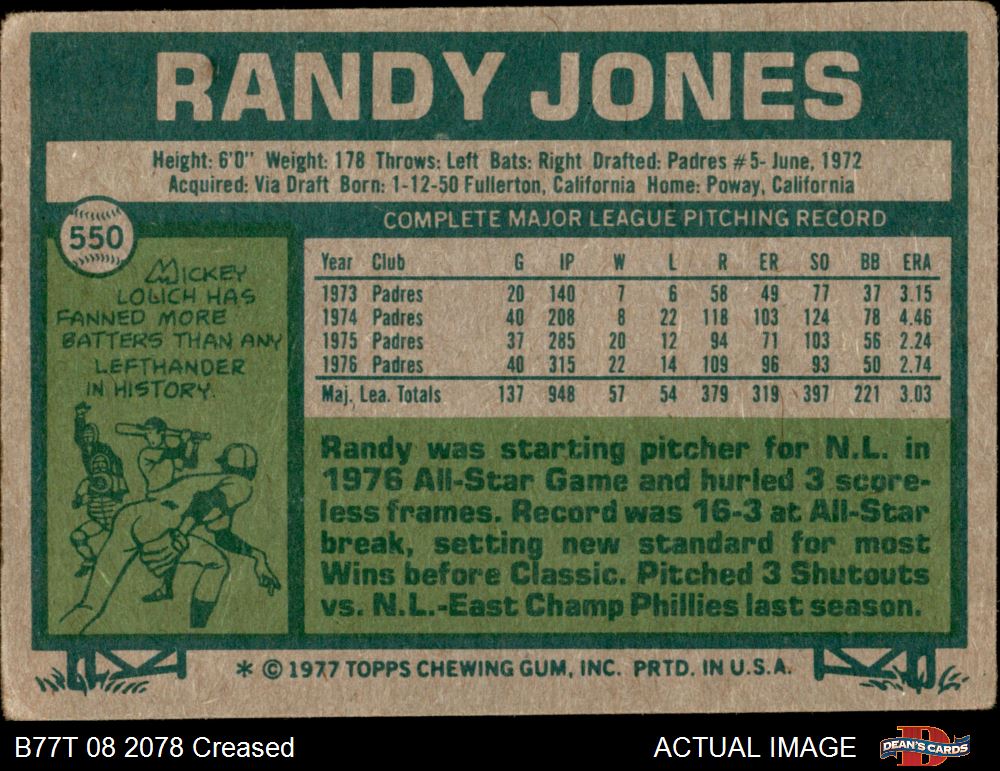 RANDY JONES
Height: 6'0" Weight: 178 Throws: Left Bats: Right Drafted: Padres #5- June, 1972
Acquired: Via Draft Born: 1-12-50 Fullerton, California Home: Poway, California
550
MICKEY
LOLICH HAS
FANNED MORE
BATTERS THAN ANY
LEFTHANDER
IN HISTORY.
COMPLETE MAJOR LEAGUE PITCHING RECORD
Year Club G IP W L R ER SO BB ERA
1973 Padres 20 140 7 6 58 49 77 37 3.15
1974 Padres 40 208 8 22 118 103 124 78 4.46
1975 Padres 37 285 20 12 94 71 103 56 2.24
1976 Padres 40 315 22 14 109 96 93 50 2.74
Maj. Lea. Totals 137 948 57 54 379 319 397 221 3.03
Randy was starting pitcher for N.L. in
1976 All-Star Game and hurled 3 score-
less frames. Record was 16-3 at All-Star
break, setting new standard for most
Wins before Classic. Pitched 3 Shutouts
vs. N.L.-East Champ Phillies last season.
* © 1977 TOPPS CHEWING GUM, INC. PRTD. IN U.S.A.
B77T 08 2078 Creased
ACTUAL IMAGE
DEAN'S CARDS